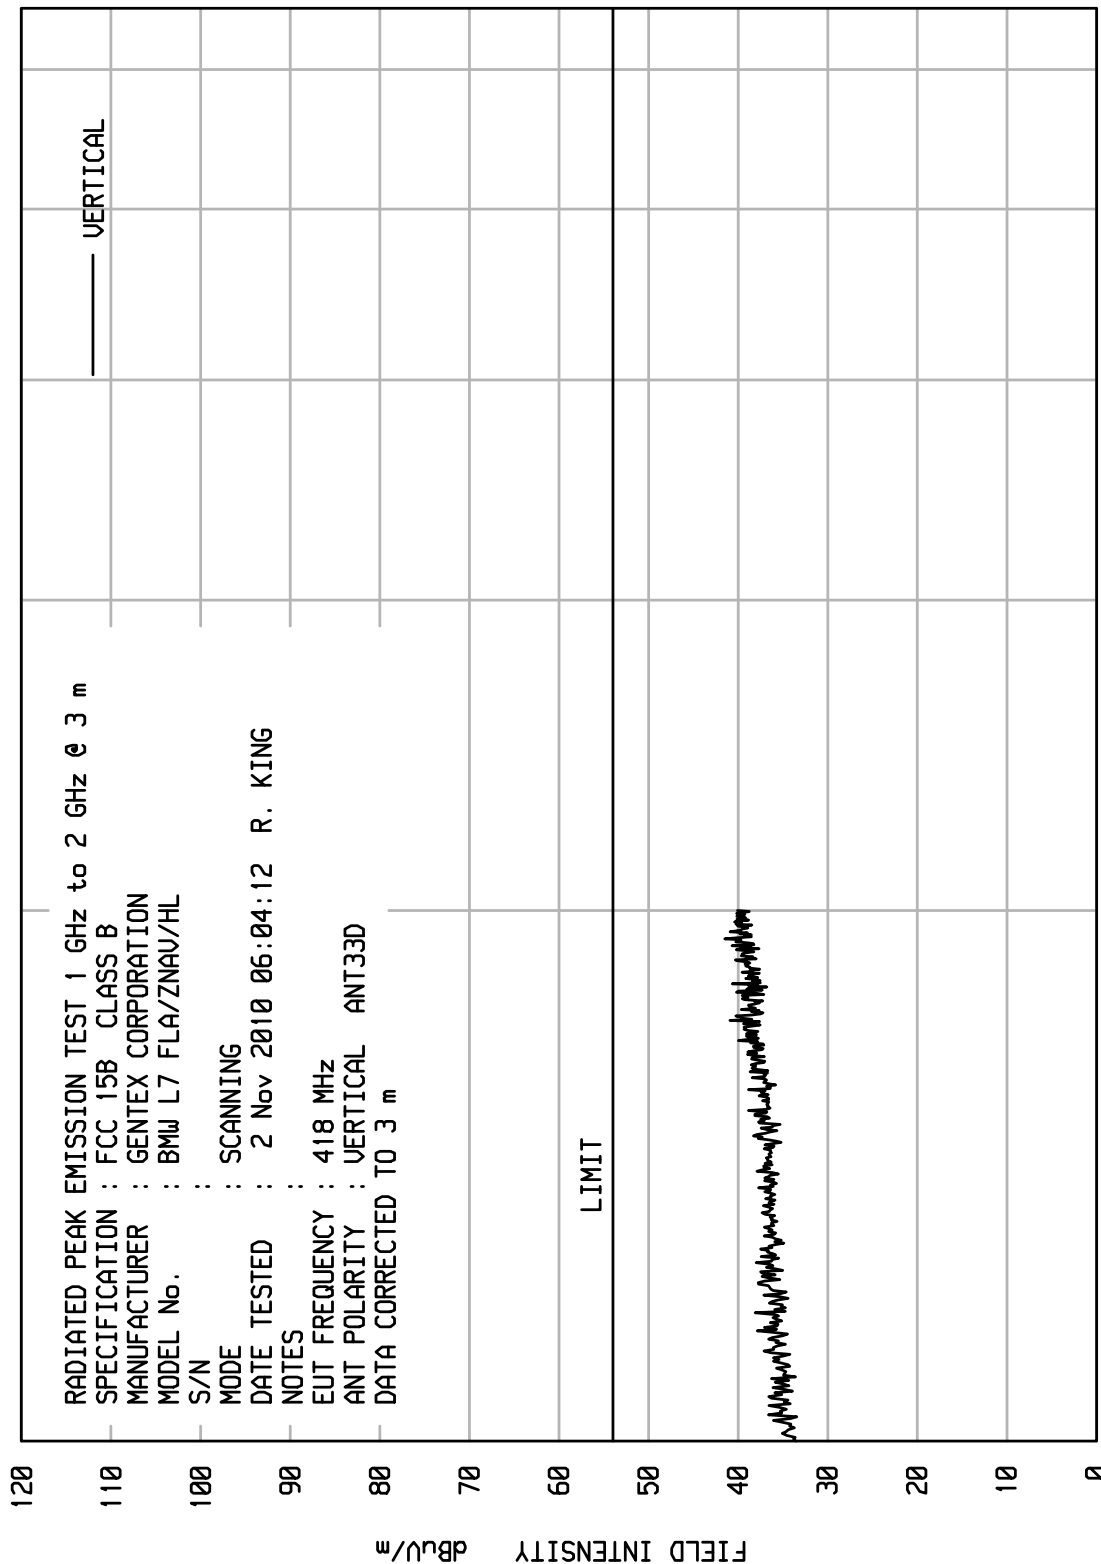 RADIATED PEAK EMISSION TEST 1 GHz to 2 GHz @ 3 m
SPECIFICATION : FCC 15B CLASS B
MANUFACTURER : GENTEX CORPORATION
MODEL No. : BMW L7 FLA/ZNAV/HL
S/N :
MODE : SCANNING
DATE TESTED : 2 Nov 2010 06:04:12 R. KING
NOTES :
EUT FREQUENCY : 418 MHz
ANT POLARITY : VERTICAL ANT33D
DATA CORRECTED TO 3 m
VERTICAL
LIMIT
120
110
100
90
80
70
60
50
40
30
20
10
0
FIELD INTENSITY dBuV/m